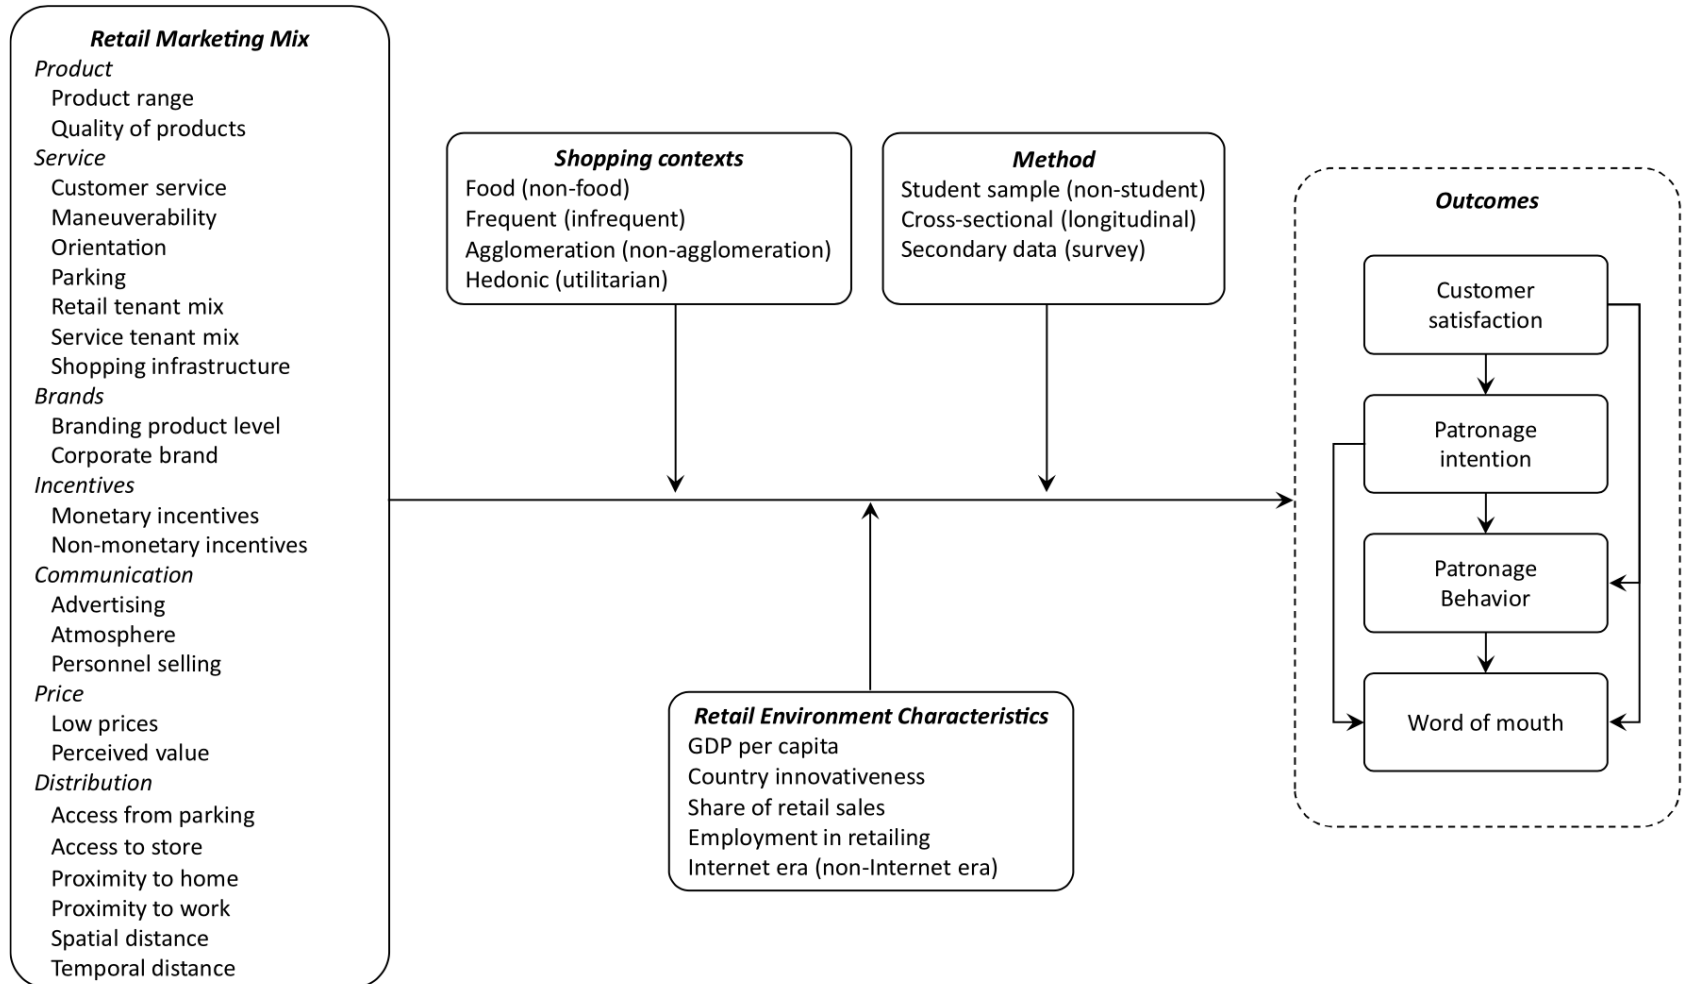 Retail Marketing Mix
Product
Product range
Quality of products
Service
Customer service
Maneuverability
Orientation
Parking
Retail tenant mix
Service tenant mix
Shopping infrastructure
Brands
Branding product level
Corporate brand
Incentives
Monetary incentives
Non-monetary incentives
Communication
Advertising
Atmosphere
Personnel selling
Price
Low prices
Perceived value
Distribution
Access from parking
Access to store
Proximity to home
Proximity to work
Spatial distance
Temporal distance
Shopping contexts
Food (non-food)
Frequent (infrequent)
Agglomeration (non-agglomeration)
Hedonic (utilitarian)
Method
Student sample (non-student)
Cross-sectional (longitudinal)
Secondary data (survey)
Retail Environment Characteristics
GDP per capita
Country innovativeness
Share of retail sales
Employment in retailing
Internet era (non-Internet era)
Outcomes
Customer
satisfaction
Patronage
intention
Patronage
Behavior
Word of mouth